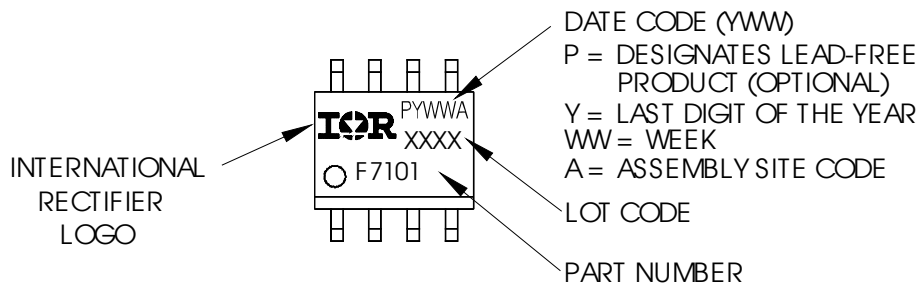 DATE CODE (YWW)
P = DESIGNATES LEAD-FREE
PRODUCT (OPTIONAL)
Y = LAST DIGIT OF THE YEAR
WW = WEEK
A = ASSEMBLY SITE CODE
LOT CODE
PART NUMBER
INTERNATIONAL
RECTIFIER
LOGO
IOR
PYWWA
XXXX
F7101